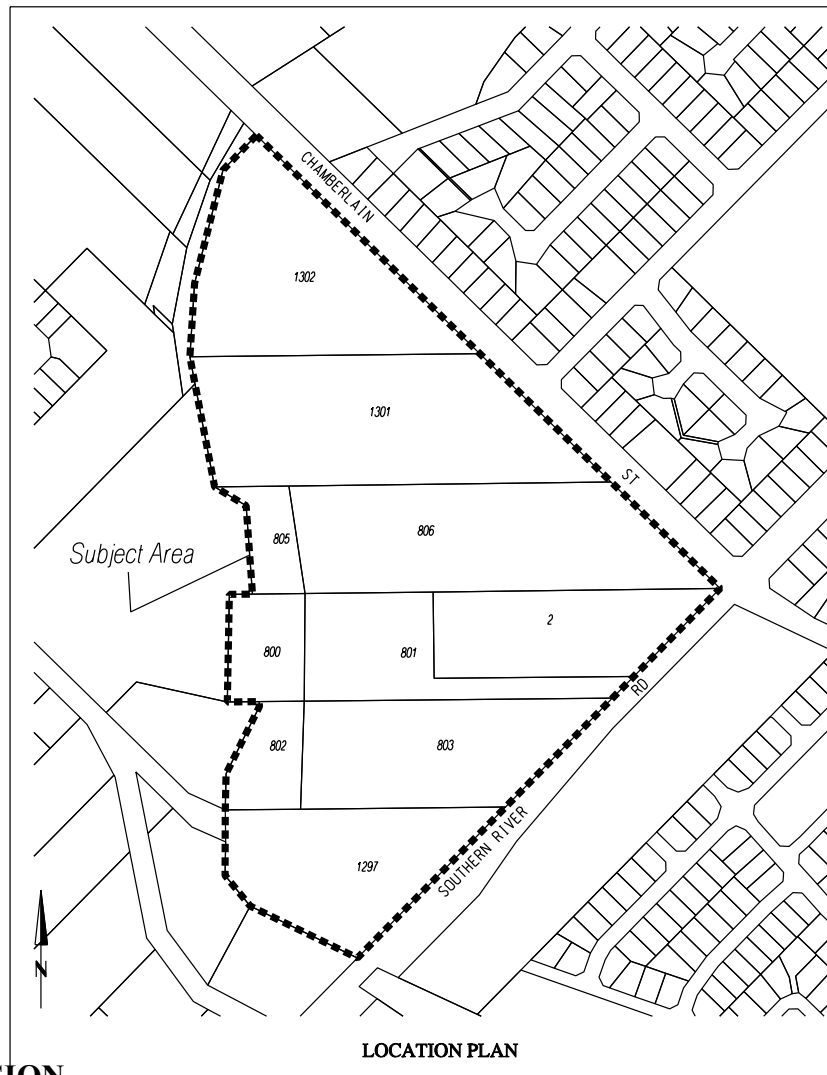 CHAMBERLAIN
1302
1301
ST
805
806
Subject Area
2
800
801
RD
802
803
SOUTHERN RIVER
1297
N
LOCATION PLAN